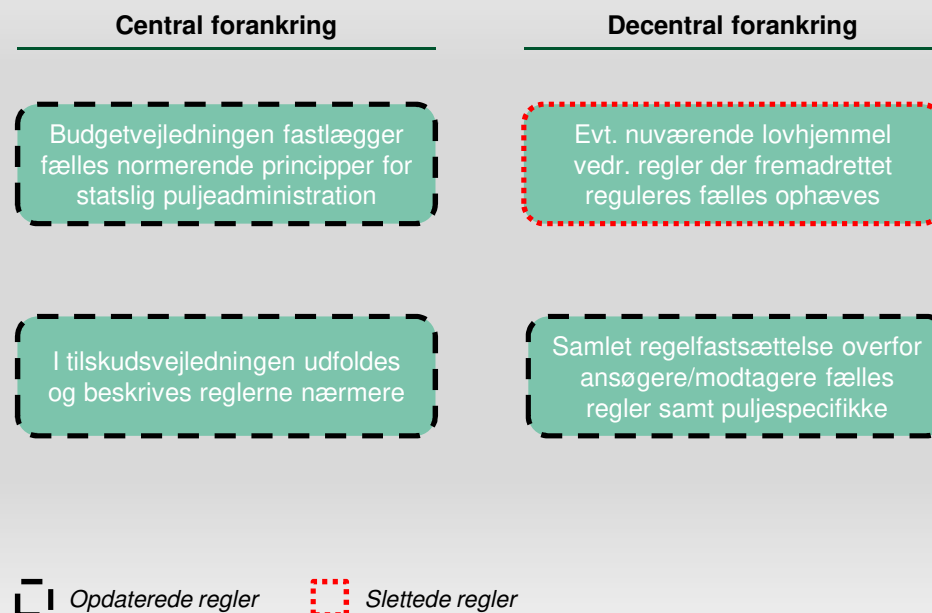 Central forankring
Decentral forankring
Budgetvejledningen fastlægger
fælles normerende principper for
statslig puljeadministration
Evt. nuværende lovhjemmel
vedr. regler der fremadrettet
reguleres fælles ophæves
I tilskudsvejledningen udfoldes
og beskrives reglerne nærmere
Samlet regelfastsættelse overfor
ansøgere/modtagere fælles
regler samt puljespecifikke
Opdaterede regler
Slettede regler